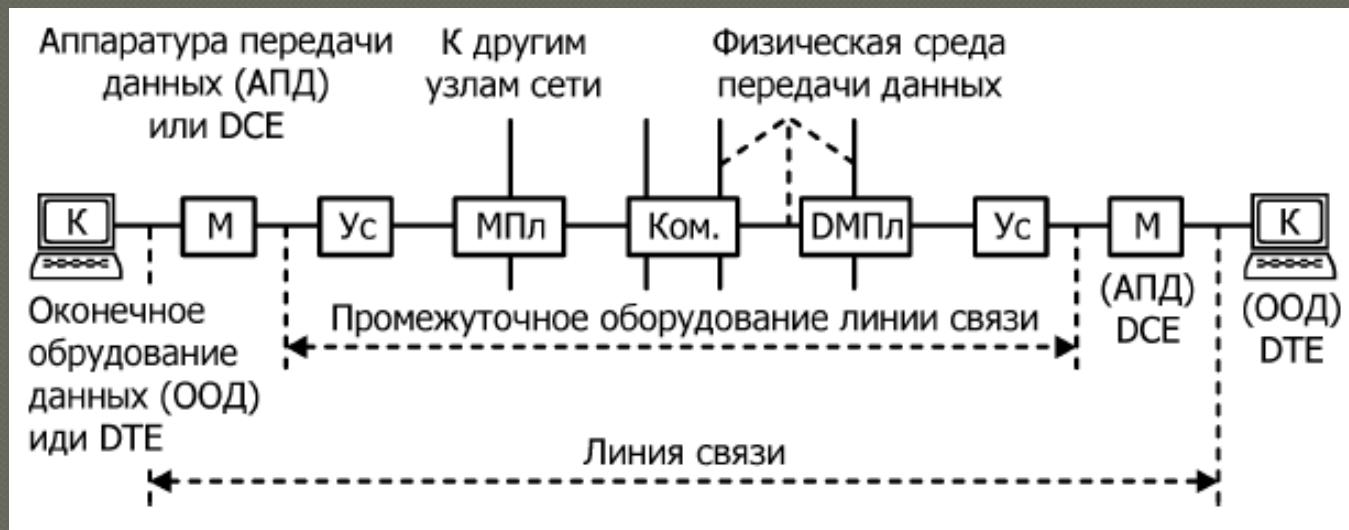 Аппаратура передачи
данных (АПД)
или DCE
К другим
узлам сети
Физическая среда
передачи данных
К
М
Ус
МПл
Ком.
DМПл
Ус
М
К
Оконечное
обрудование
данных (ООД)
иди DTE
Промежуточное оборудование линии связи
(АПД)
DCE
(ООД)
DTE
Линия связи